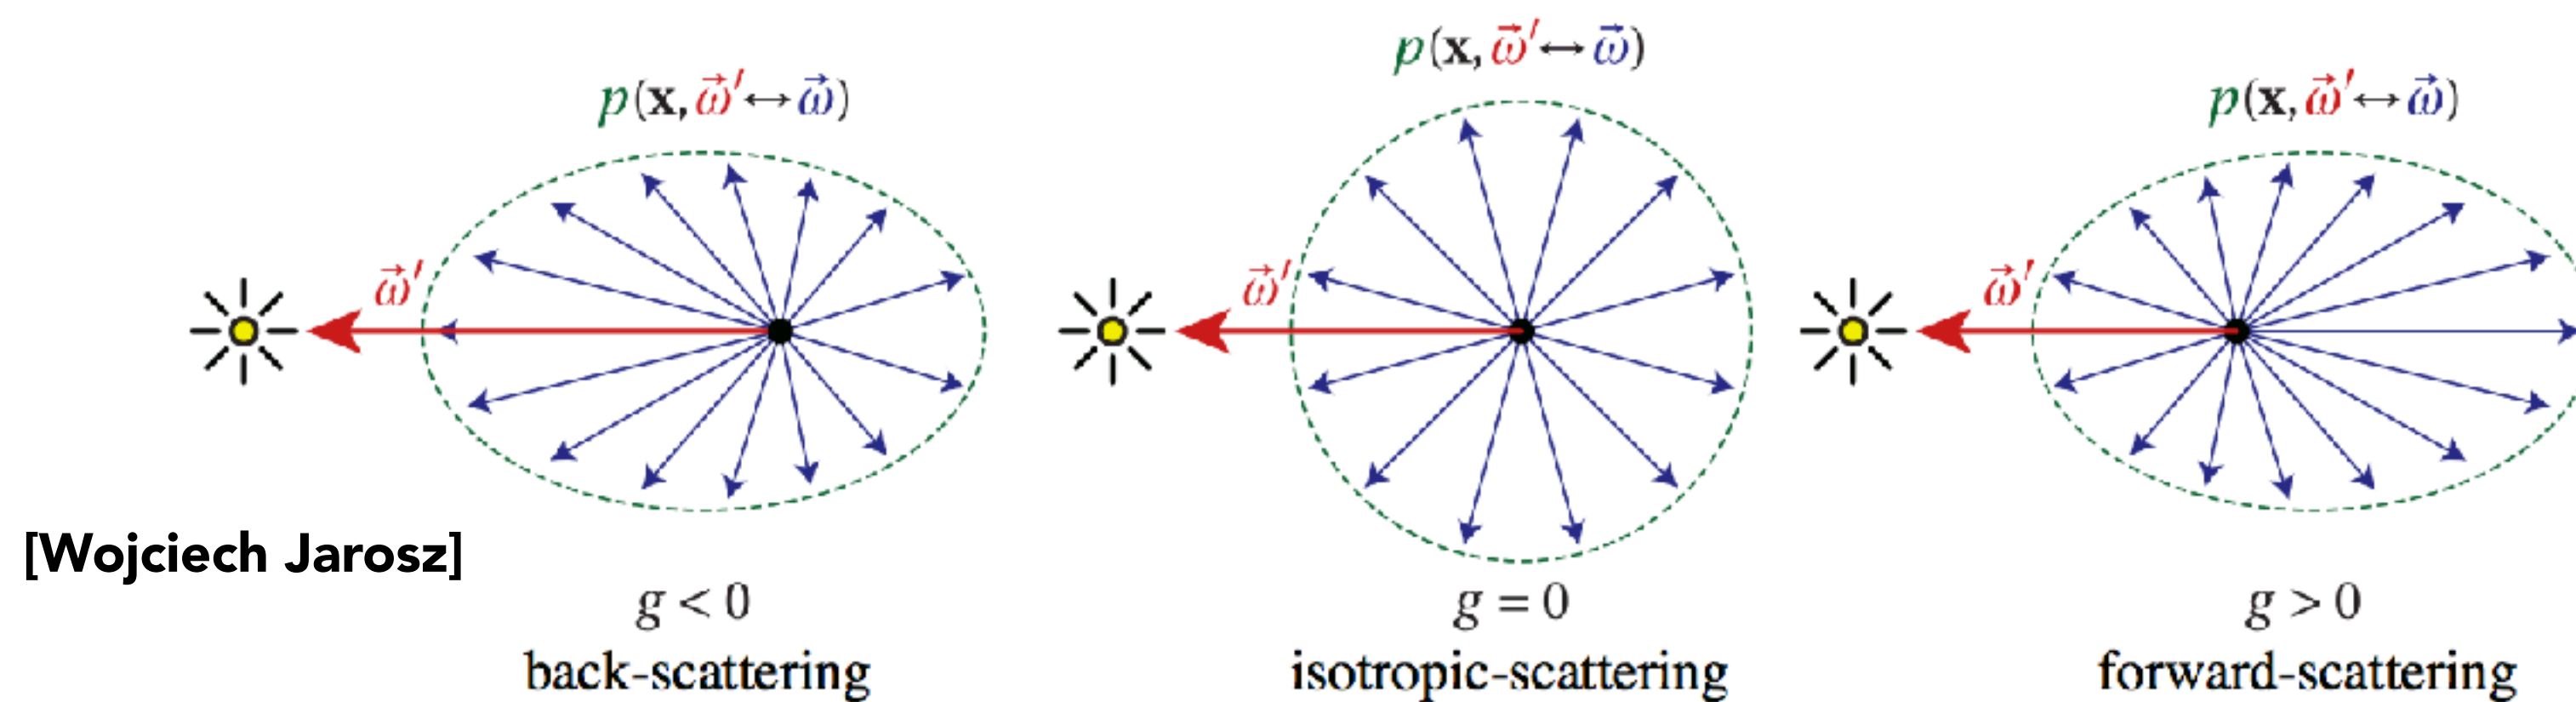 p(x, ω⃗′↔ω⃗)
p(x, ω⃗′↔ω⃗)
p(x, ω⃗′↔ω⃗)
ω⃗′
ω⃗′
ω⃗′
[Wojciech Jarosz]
g < 0
g = 0
g > 0
back-scattering
isotropic-scattering
forward-scattering